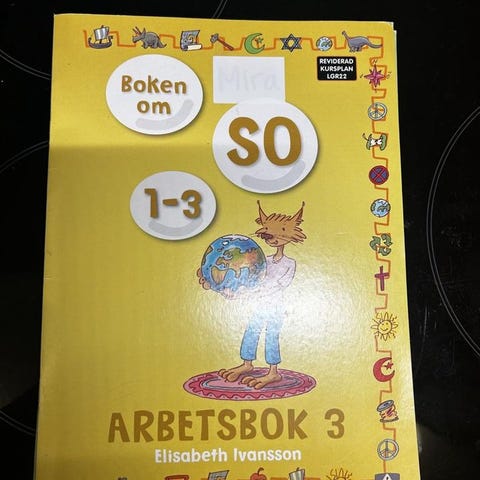 REVIDERAD
KURSPLAN
LGR22
Boken
om
Mira
SO
1-3
ARBETSBOK 3
Elisabeth Ivansson